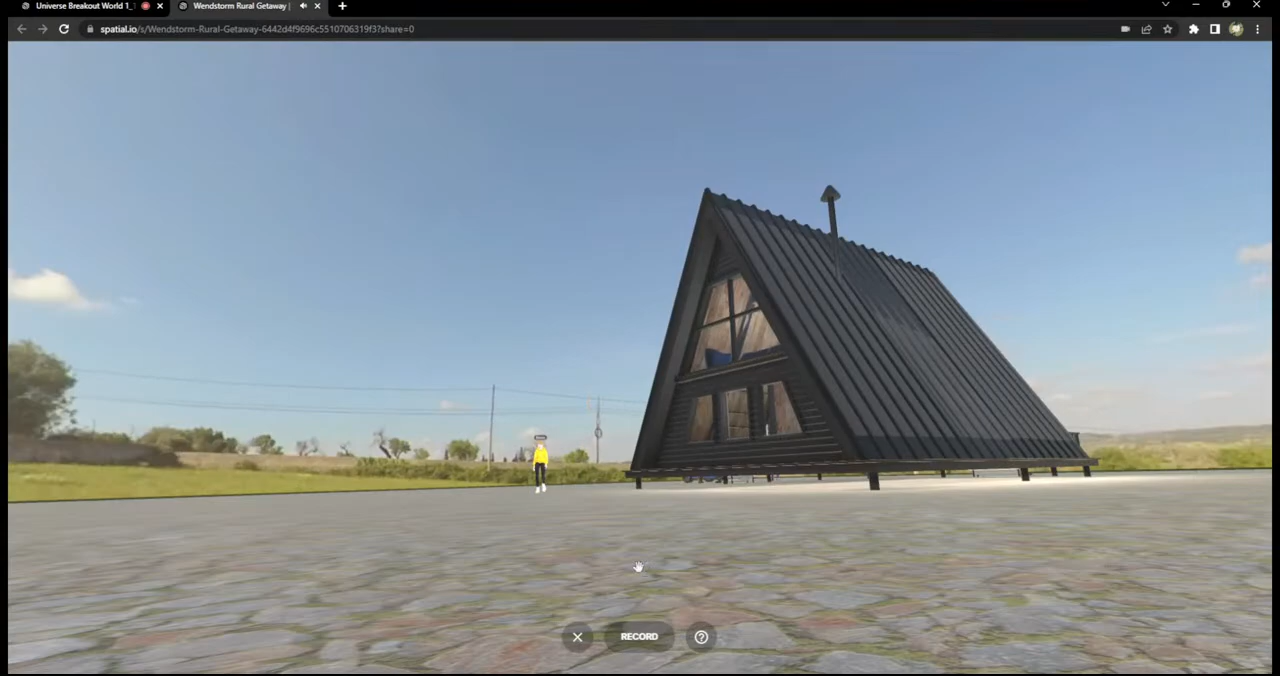 Universe Breakout World 1_
Wendstorm Rural Getaway |
spatial.io/s/Wendstorm-Rural-Getaway-6442d4f9696c5510706319f3?share=0
RECORD